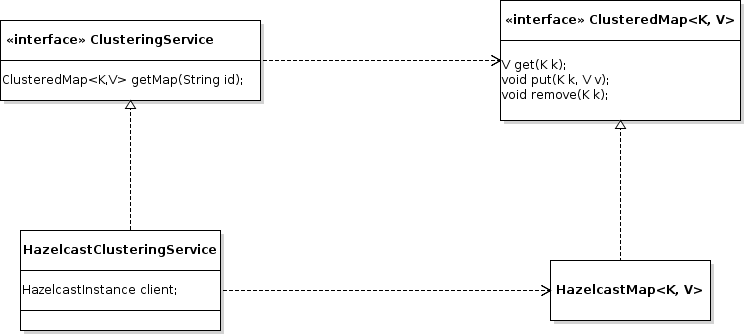 «interface» ClusteringService
ClusteredMap<K,V> getMap(String id);
«interface» ClusteredMap<K, V>
V get(K k);
void put(K k, V v);
void remove(K k);
HazelcastClusteringService
HazelcastInstance client;
HazelcastMap<K, V>